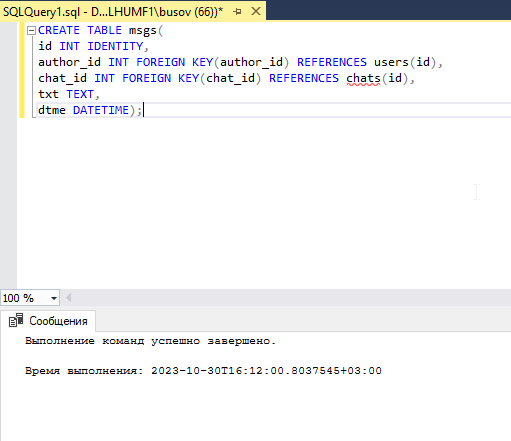 SQLQuery1.sql - D...LHUMF1\busov (66))*
CREATE TABLE msgs(
id INT IDENTITY,
author_id INT FOREIGN KEY(author_id) REFERENCES users(id),
chat_id INT FOREIGN KEY(chat_id) REFERENCES chats(id),
txt TEXT,
dtme DATETIME);
100 %
Сообщения
Выполнение команд успешно завершено.
Время выполнения: 2023-10-30T16:12:00.8037545+03:00